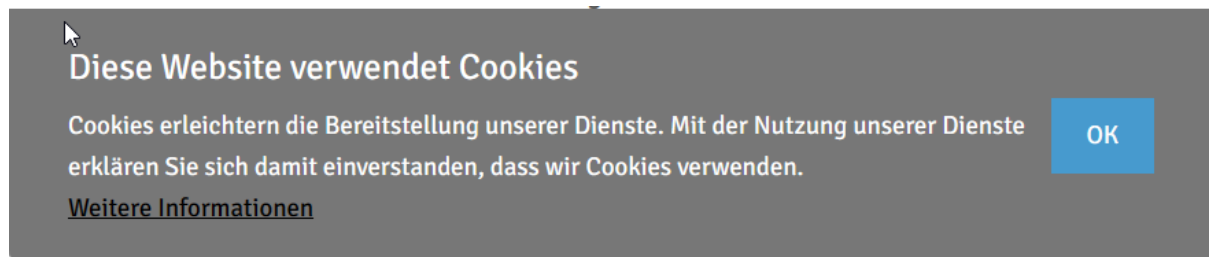 Diese Website verwendet Cookies
Cookies erleichtern die Bereitstellung unserer Dienste. Mit der Nutzung unserer Dienste
erklären Sie sich damit einverstanden, dass wir Cookies verwenden.
Weitere Informationen
OK